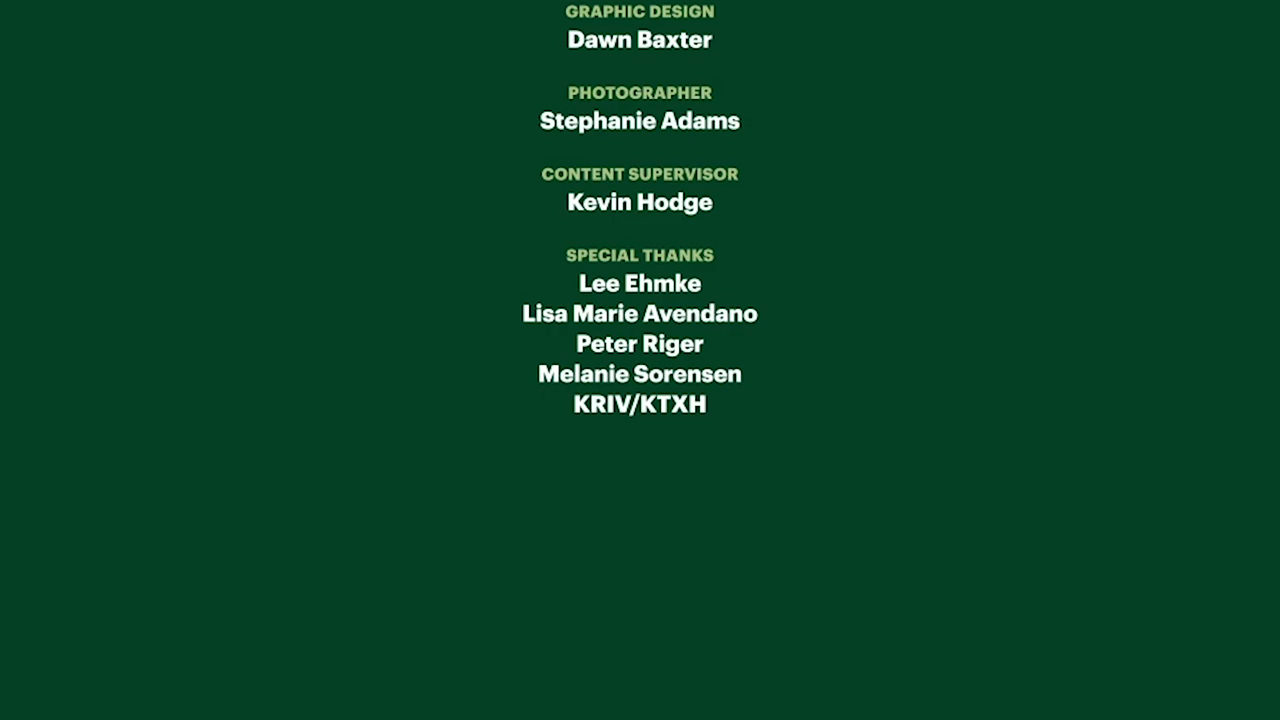 GRAPHIC DESIGN
Dawn Baxter
PHOTOGRAPHER
Stephanie Adams
CONTENT SUPERVISOR
Kevin Hodge
SPECIAL THANKS
Lee Ehmke
Lisa Marie Avendano
Peter Riger
Melanie Sorensen
KRIV/KTXH